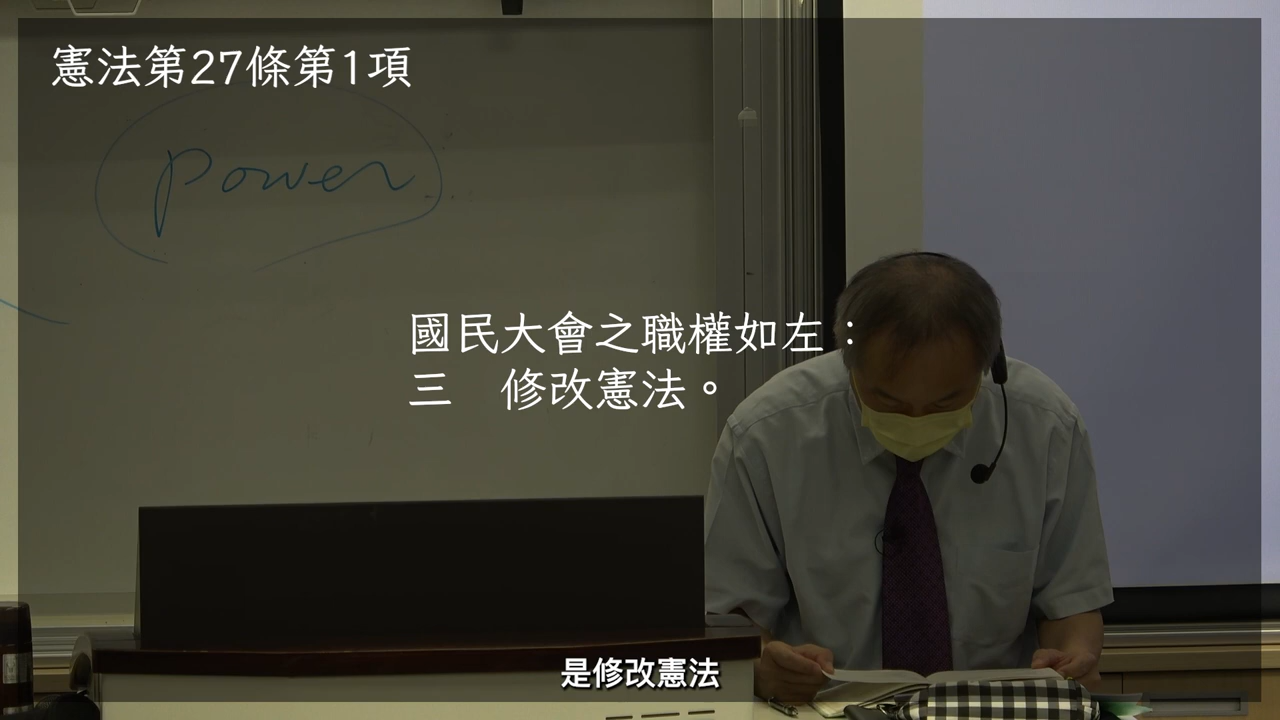 憲法第27條第1項
power
國民大會之職權如左：
三　修改憲法。
是修改憲法